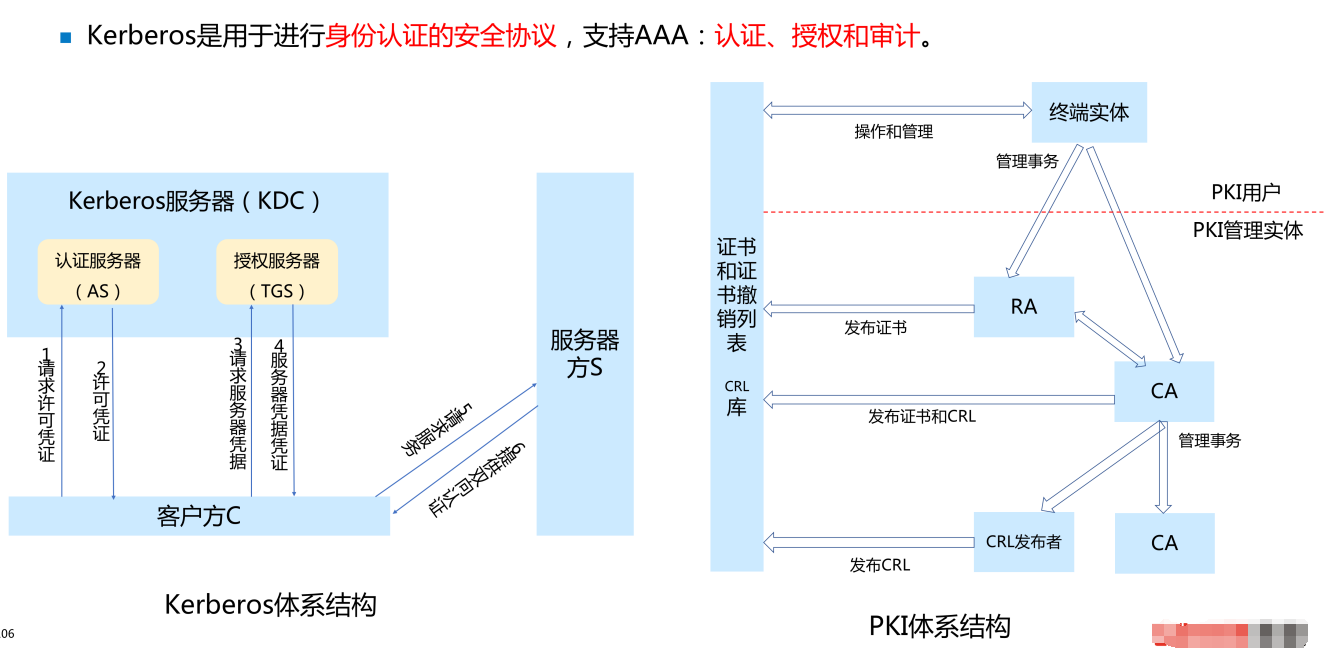 Kerberos是用于进行身份认证的安全协议，支持AAA：认证、授权和审计。
Kerberos服务器（KDC）
认证服务器
（AS）
授权服务器
（TGS）
1请求许可凭证
2许可凭证
3请求服务器凭据
4服务器凭据凭证
5请求服务
6提供双向认证
服务器
方S
客户方C
Kerberos体系结构
06
证书
和证
书撤
销列
表
CRL
库
终端实体
操作和管理
管理事务
PKI用户
PKI管理实体
RA
发布证书
CA
发布证书和CRL
管理事务
CRL发布者
CA
发布CRL
PKI体系结构